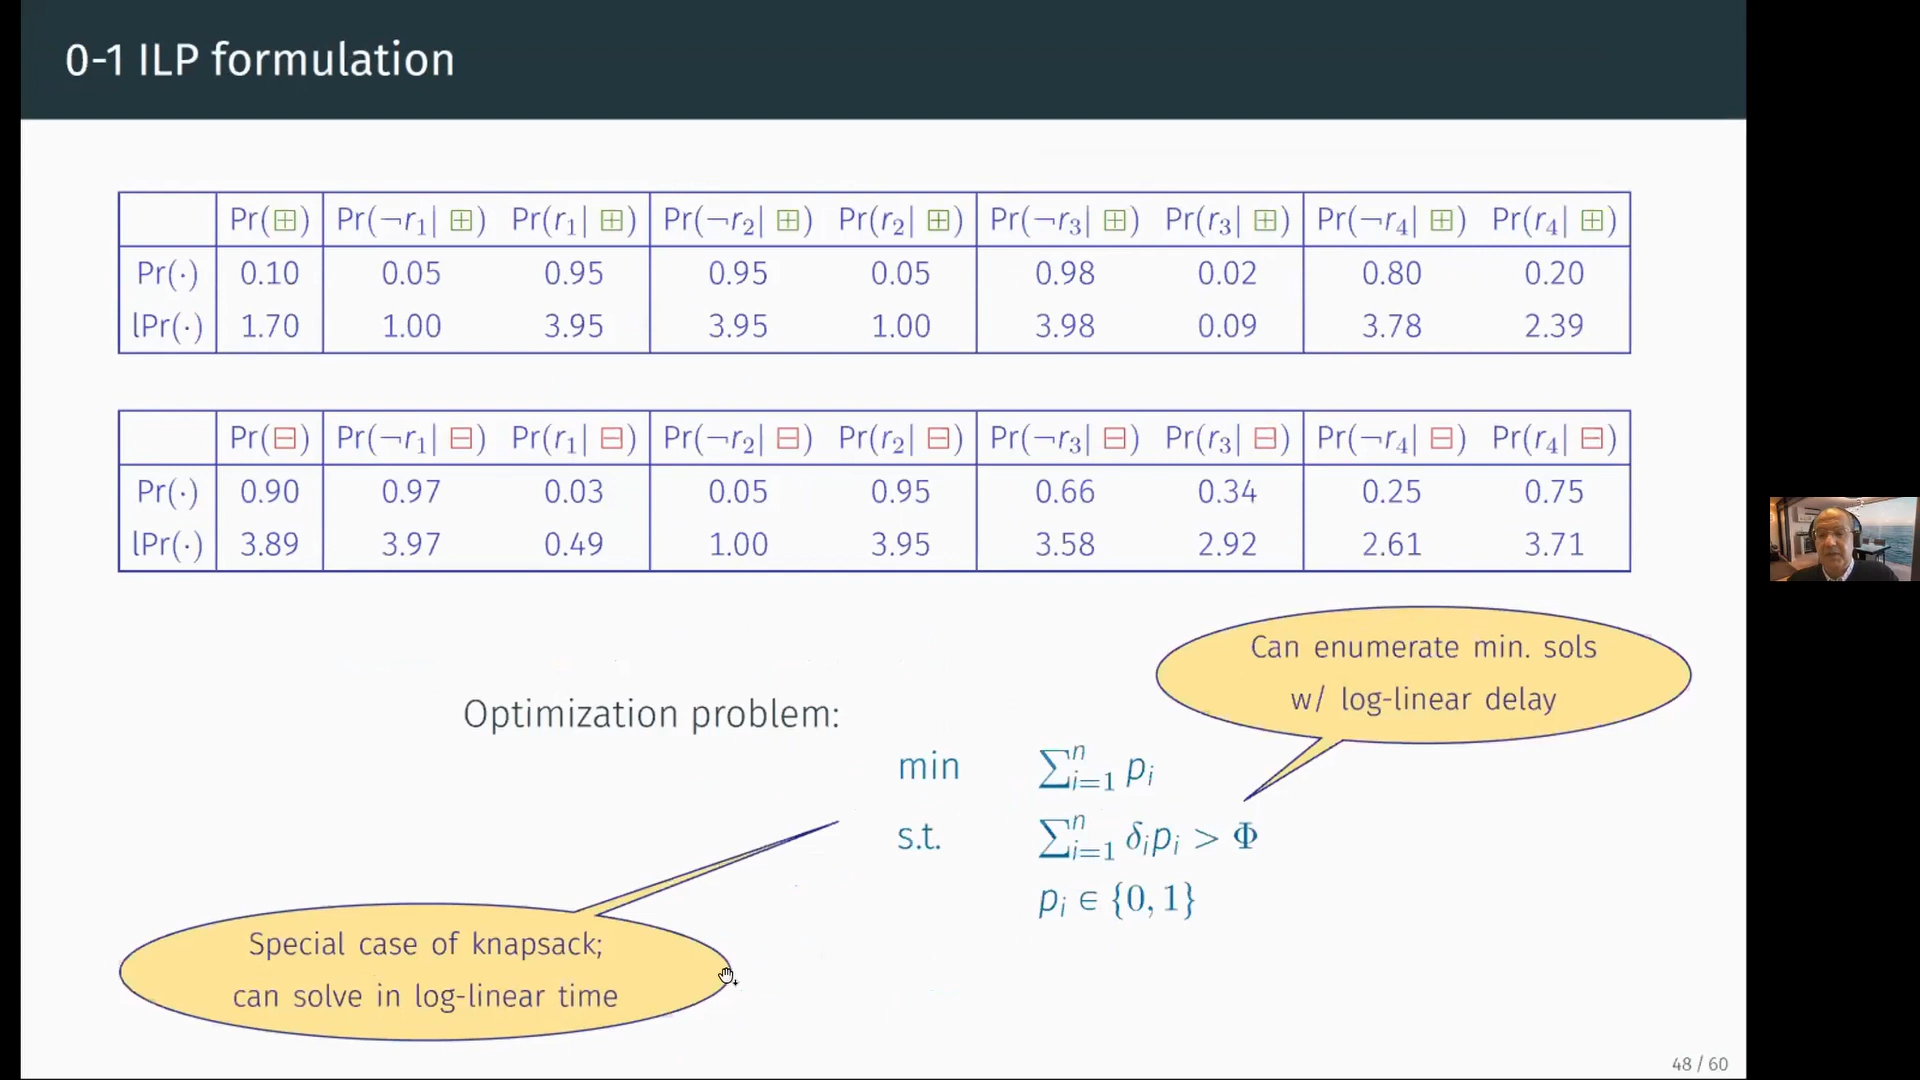 0-1 ILP formulation
Pr(⊞) Pr(¬r₁| ⊞) Pr(r₁| ⊞) Pr(¬r₂| ⊞) Pr(r₂| ⊞) Pr(¬r₃| ⊞) Pr(r₃| ⊞) Pr(¬r₄| ⊞) Pr(r₄| ⊞)
Pr(·) 0.10 0.05 0.95 0.95 0.05 0.98 0.02 0.80 0.20
lPr(·) 1.70 1.00 3.95 3.95 1.00 3.98 0.09 3.78 2.39
Pr(⊟) Pr(¬r₁| ⊟) Pr(r₁| ⊟) Pr(¬r₂| ⊟) Pr(r₂| ⊟) Pr(¬r₃| ⊟) Pr(r₃| ⊟) Pr(¬r₄| ⊟) Pr(r₄| ⊟)
Pr(·) 0.90 0.97 0.03 0.05 0.95 0.66 0.34 0.25 0.75
lPr(·) 3.89 3.97 0.49 1.00 3.95 3.58 2.92 2.61 3.71
Can enumerate min. sols
w/ log-linear delay
Optimization problem:
min ∑ⁿᵢ₌₁ pᵢ
s.t. ∑ⁿᵢ₌₁ δᵢpᵢ > Φ
pᵢ ∈ {0, 1}
Special case of knapsack;
can solve in log-linear time
48 / 60